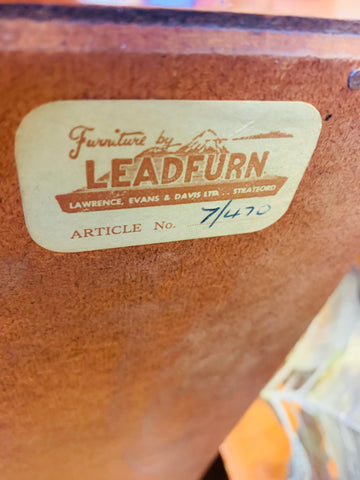 Furniture by
LEADFURN
LAWRENCE, EVANS & DAVIS LTD.. STRATFORD
ARTICLE No. 7/470